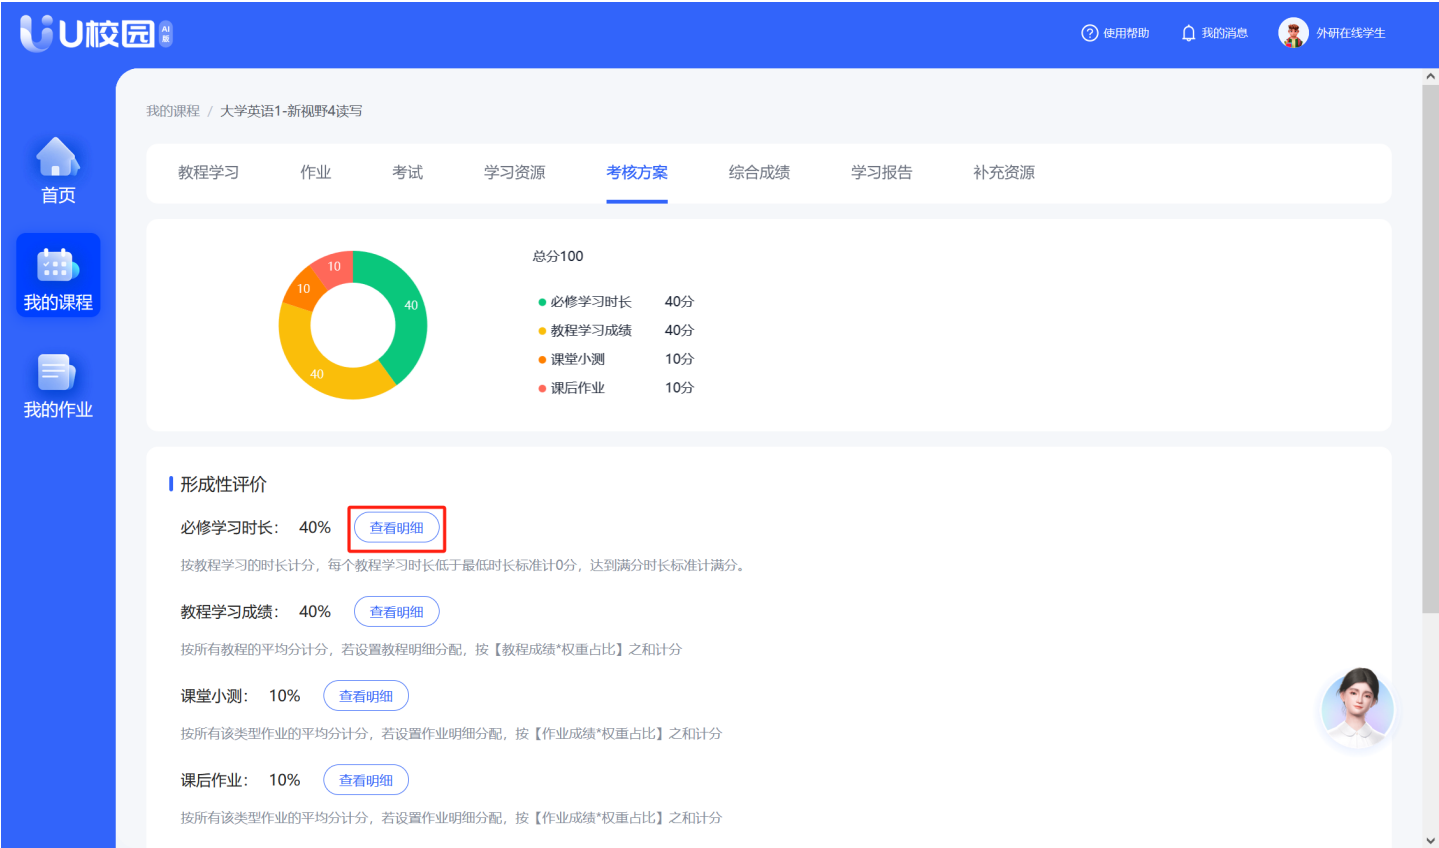 U校园 AI版
使用帮助
我的消息
外研在线学生
首页
我的课程
我的作业
我的课程 / 大学英语1-新视野4读写
教程学习 作业 考试 学习资源 考核方案 综合成绩 学习报告 补充资源
10
10
40
40
总分100
必修学习时长 40分
教程学习成绩 40分
课堂小测 10分
课后作业 10分
形成性评价
必修学习时长： 40% 查看明细
按教程学习的时长计分，每个教程学习时长低于最低时长标准计0分，达到满分时长标准计满分。
教程学习成绩： 40% 查看明细
按所有教程的平均分计分，若设置教程明细分配，按【教程成绩*权重占比】之和计分
课堂小测： 10% 查看明细
按所有该类型作业的平均分计分，若设置作业明细分配，按【作业成绩*权重占比】之和计分
课后作业： 10% 查看明细
按所有该类型作业的平均分计分，若设置作业明细分配，按【作业成绩*权重占比】之和计分